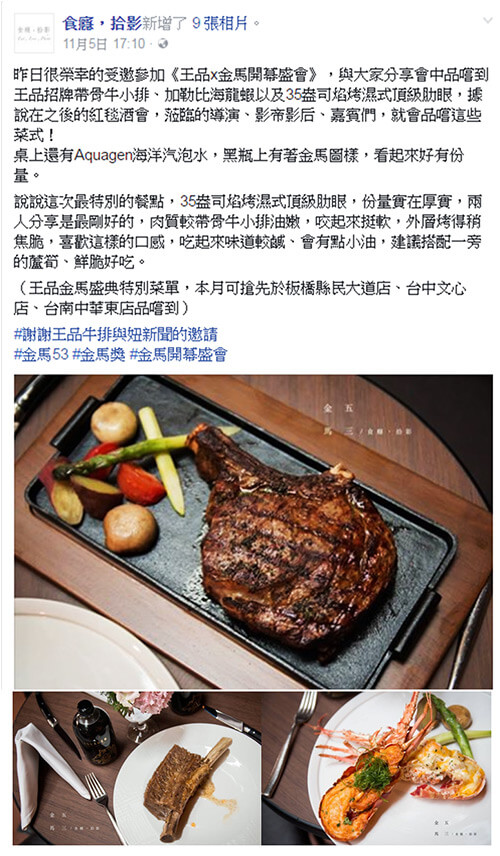 食癮，拾影
食癮，拾影新增了 9 張相片。
11月5日 17:10 ·
昨日很榮幸的受邀參加《王品x金馬開幕盛會》，與大家分享會中品嚐到
王品招牌帶骨牛小排、加勒比海龍蝦以及35盎司焰烤濕式頂級肋眼，據
說在之後的紅毯酒會，蒞臨的導演、影帝影后、嘉賓們，就會品嚐這些
菜式！
桌上還有Aquagen海洋汽泡水，黑瓶上有著金馬圖樣，看起來好有份
量。
說說這次最特別的餐點，35盎司焰烤濕式頂級肋眼，份量實在厚實，兩
人分享是最剛好的，肉質較帶骨牛小排油嫩，咬起來挺軟，外層烤得稍
焦脆，喜歡這樣的口感，吃起來味道較鹹、會有點小油，建議搭配一旁
的蘆筍、鮮脆好吃。
（王品金馬盛典特別菜單，本月可搶先於板橋縣民大道店、台中文心
店、台南中華東店品嚐到）
#謝謝王品牛排與妞新聞的邀請
#金馬53 #金馬獎 #金馬開幕盛會
金 五
馬 三 / 食癮·拾影
金 五
馬 三
金 五
馬 三